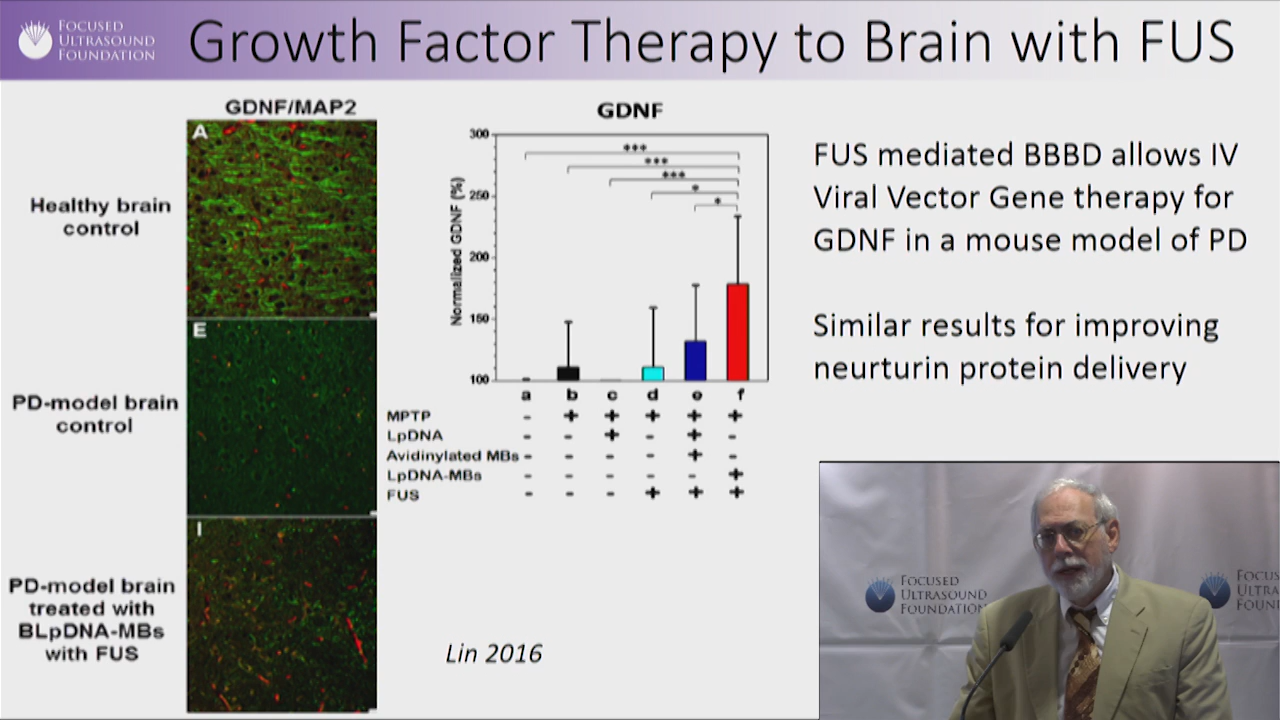 FOCUSED
ULTRASOUND
FOUNDATION
Growth Factor Therapy to Brain with FUS
GDNF/MAP2
A
Healthy brain
control
E
PD-model brain
control
I
PD-model brain
treated with
BLpDNA-MBs
with FUS
GDNF
Normalized GDNF (%)
300
250
200
150
100
***
***
***
*
*
a b c d e f
MPTP - + + + + +
LpDNA - - + - + -
Avidinylated MBs - - - - + -
LpDNA-MBs - - - - - +
FUS - - - + + +
Lin 2016
FUS mediated BBBD allows IV
Viral Vector Gene therapy for
GDNF in a mouse model of PD
Similar results for improving
neurturin protein delivery
FOCUSED
ULTRASOUND
FOUNDATION